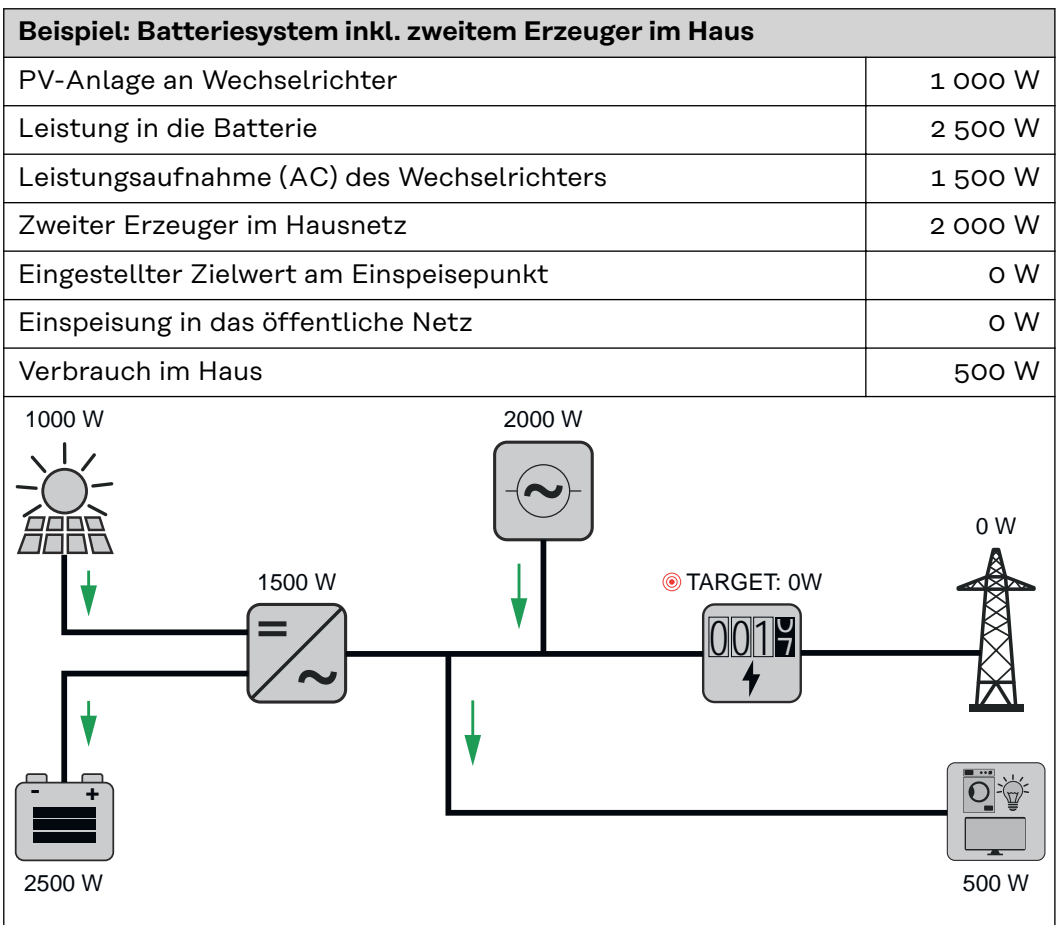 Beispiel: Batteriesystem inkl. zweitem Erzeuger im Haus
PV-Anlage an Wechselrichter 1 000 W
Leistung in die Batterie 2 500 W
Leistungsaufnahme (AC) des Wechselrichters 1 500 W
Zweiter Erzeuger im Hausnetz 2 000 W
Eingestellter Zielwert am Einspeisepunkt 0 W
Einspeisung in das öffentliche Netz 0 W
Verbrauch im Haus 500 W
1000 W
2000 W
0 W
1500 W
TARGET: 0W
001
7
- +
2500 W
500 W